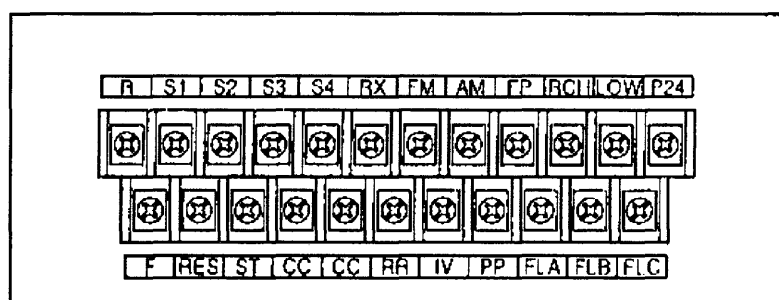 R S1 S2 S3 S4 RX FM AM FP RCH LOW P24
F RES ST CC CC RR IV PP FLA FLB FLC